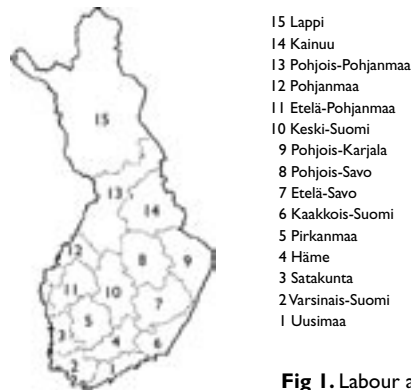 15 Lappi
14 Kainuu
13 Pohjois-Pohjanmaa
12 Pohjanmaa
11 Etelä-Pohjanmaa
10 Keski-Suomi
9 Pohjois-Karjala
8 Pohjois-Savo
7 Etelä-Savo
6 Kaakkois-Suomi
5 Pirkanmaa
4 Häme
3 Satakunta
2 Varsinais-Suomi
1 Uusimaa
15
13
14
12
8
9
11
10
7
5
3
4
6
2
1
Fig 1. Labour a